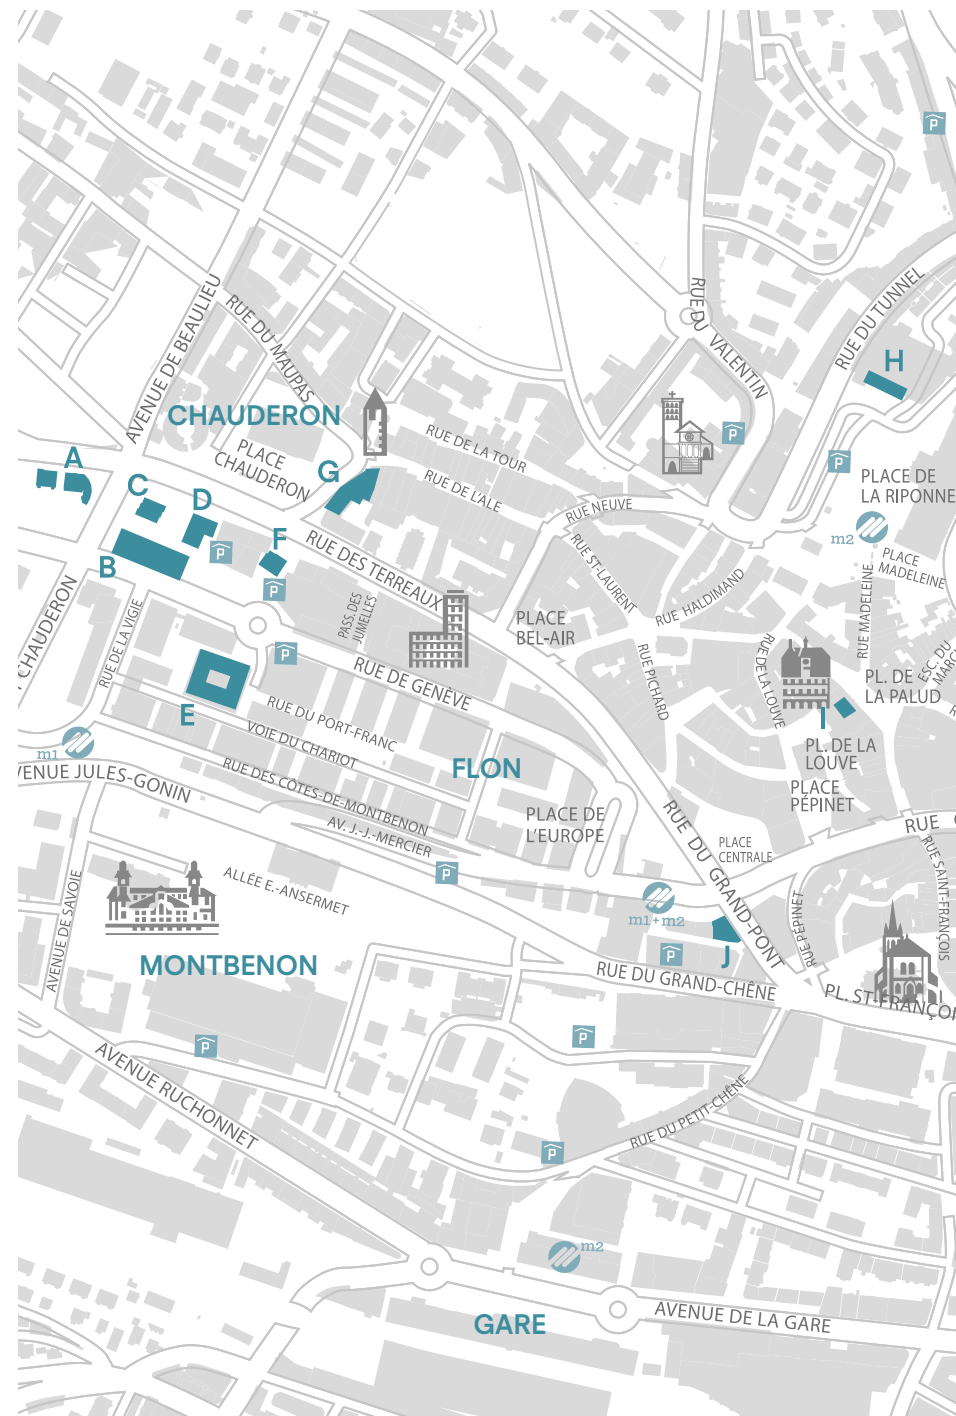 P
RUE DU TUNNEL
AVENUE DE BEAULIEU
RUE DU VALENTIN
RUE DU MAUPAS
H
CHAUDERON
PLACE
CHAUDERON
RUE DE LA TOUR
P
A
G
RUE DE L'ALE
P
PLACE DE
LA RIPONNE
C
D
RUE NEUVE
m2
B
P
F
RUE DES TERREAUX
PLACE
MADELEINE
P
RUE ST-LAURENT
RUE HALDIMAND
RUE MADELEINE
CHAUDERON
RUE DE LA VIGIE
PASS. DES
JUMELLES
PLACE
BEL-AIR
P
RUE DE GENÈVE
RUE PICHARD
RUE DE LA LOUVE
ESC. DU
MARC
PL. DE
LA PALUD
E
RUE DU PORT-FRANC
I
VOIE DU CHARIOT
PL. DE LA
LOUVE
m1
FLON
VENUE JULES-GONIN
RUE DES CÔTES-DE-MONTBENON
PLACE
PÉPINET
AV. J.-J.-MERCIER
PLACE DE
L'EUROPE
RUE DU GRAND-PONT
RUE
PLACE
CENTRALE
RUE SAINT-FRANÇOIS
P
ALLÉE E.-ANSERMET
AVENUE DE SAVOIE
m1+m2
RUE PÉPINET
J
P
MONTBENON
RUE DU GRAND-CHÊNE
PL. ST-FRANÇOI
P
P
AVENUE RUCHONNET
RUE DU PETIT-CHÊNE
P
m2
GARE
AVENUE DE LA GARE